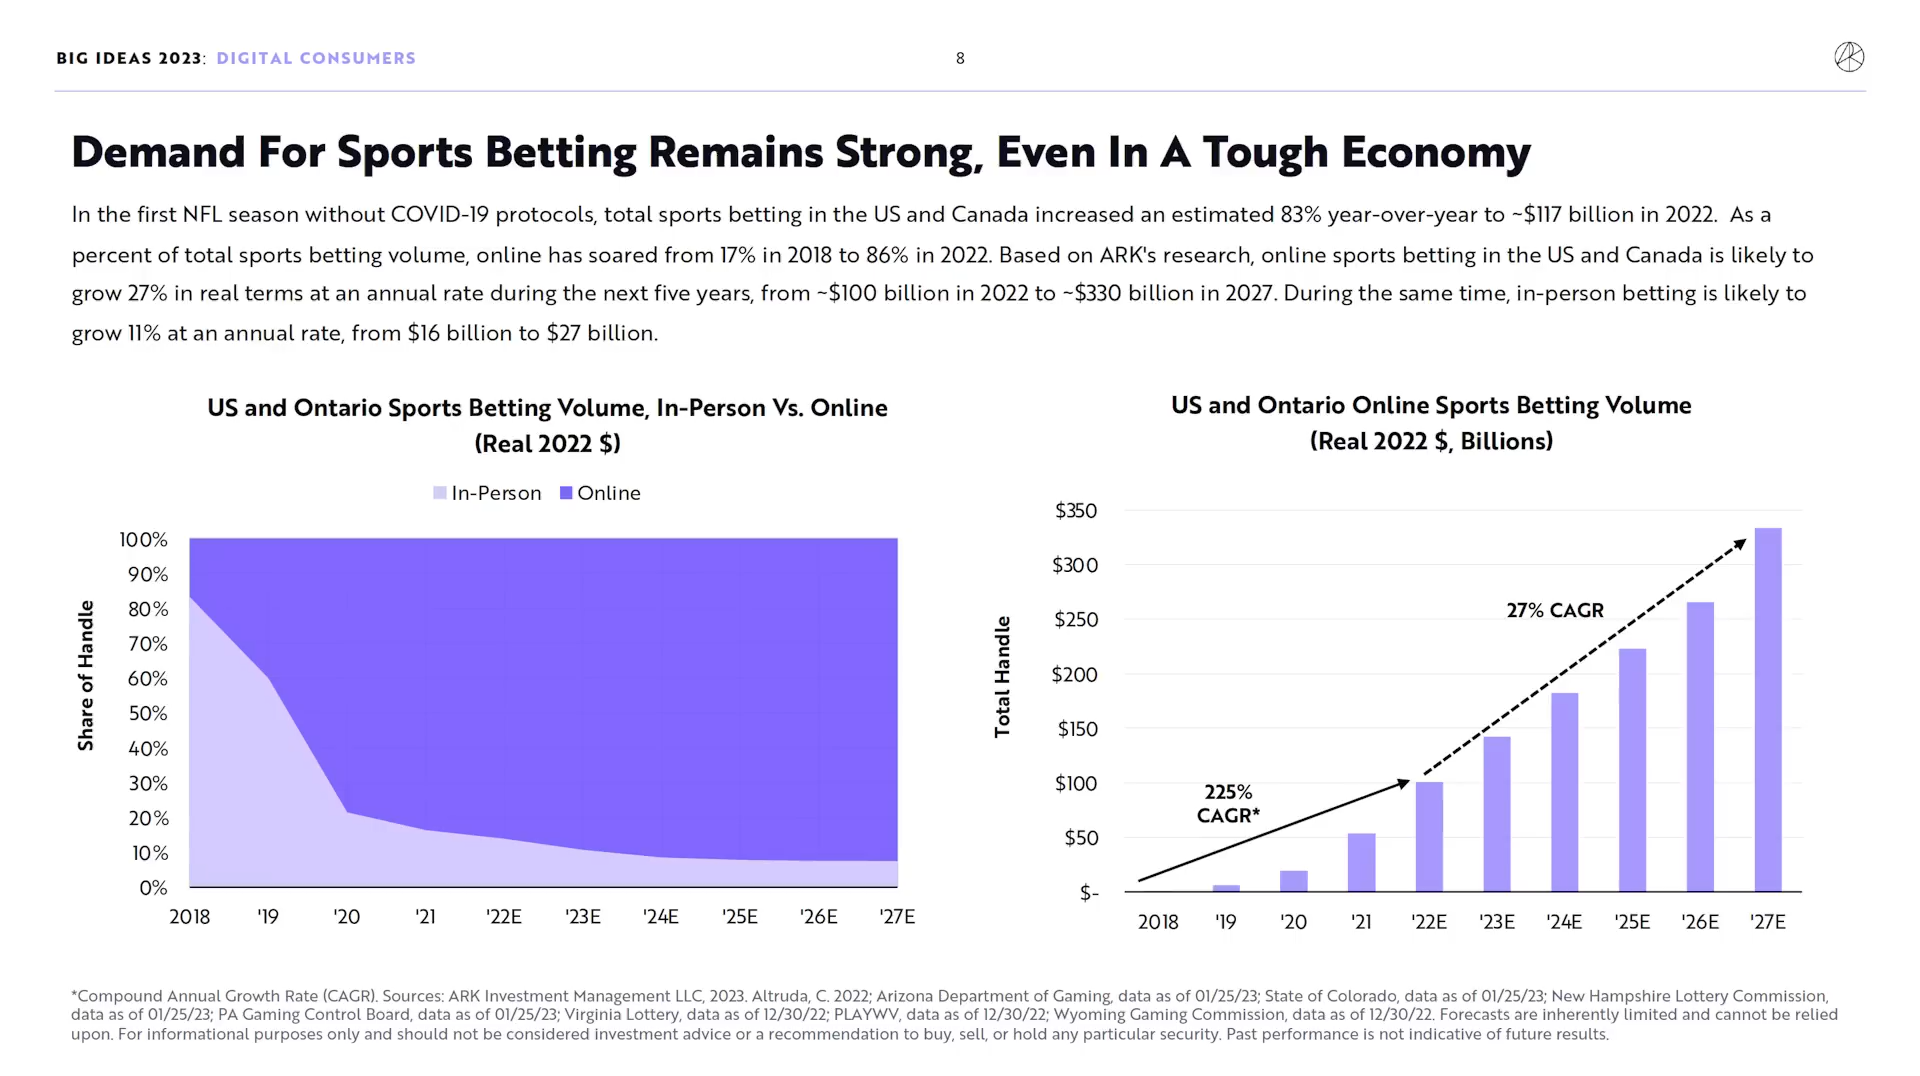 BIG IDEAS 2023: DIGITAL CONSUMERS
8
Demand For Sports Betting Remains Strong, Even In A Tough Economy
In the first NFL season without COVID-19 protocols, total sports betting in the US and Canada increased an estimated 83% year-over-year to ~$117 billion in 2022. As a
percent of total sports betting volume, online has soared from 17% in 2018 to 86% in 2022. Based on ARK's research, online sports betting in the US and Canada is likely to
grow 27% in real terms at an annual rate during the next five years, from ~$100 billion in 2022 to ~$330 billion in 2027. During the same time, in-person betting is likely to
grow 11% at an annual rate, from $16 billion to $27 billion.
US and Ontario Sports Betting Volume, In-Person Vs. Online
(Real 2022 $)
In-Person Online
Share of Handle
100%
90%
80%
70%
60%
50%
40%
30%
20%
10%
0%
2018 '19 '20 '21 '22E '23E '24E '25E '26E '27E
US and Ontario Online Sports Betting Volume
(Real 2022 $, Billions)
Total Handle
$350
$300
$250
$200
$150
$100
$50
$-
27% CAGR
225%
CAGR*
2018 '19 '20 '21 '22E '23E '24E '25E '26E '27E
*Compound Annual Growth Rate (CAGR). Sources: ARK Investment Management LLC, 2023. Altruda, C. 2022; Arizona Department of Gaming, data as of 01/25/23; State of Colorado, data as of 01/25/23; New Hampshire Lottery Commission,
data as of 01/25/23; PA Gaming Control Board, data as of 01/25/23; Virginia Lottery, data as of 12/30/22; PLAYWV, data as of 12/30/22; Wyoming Gaming Commission, data as of 12/30/22. Forecasts are inherently limited and cannot be relied
upon. For informational purposes only and should not be considered investment advice or a recommendation to buy, sell, or hold any particular security. Past performance is not indicative of future results.